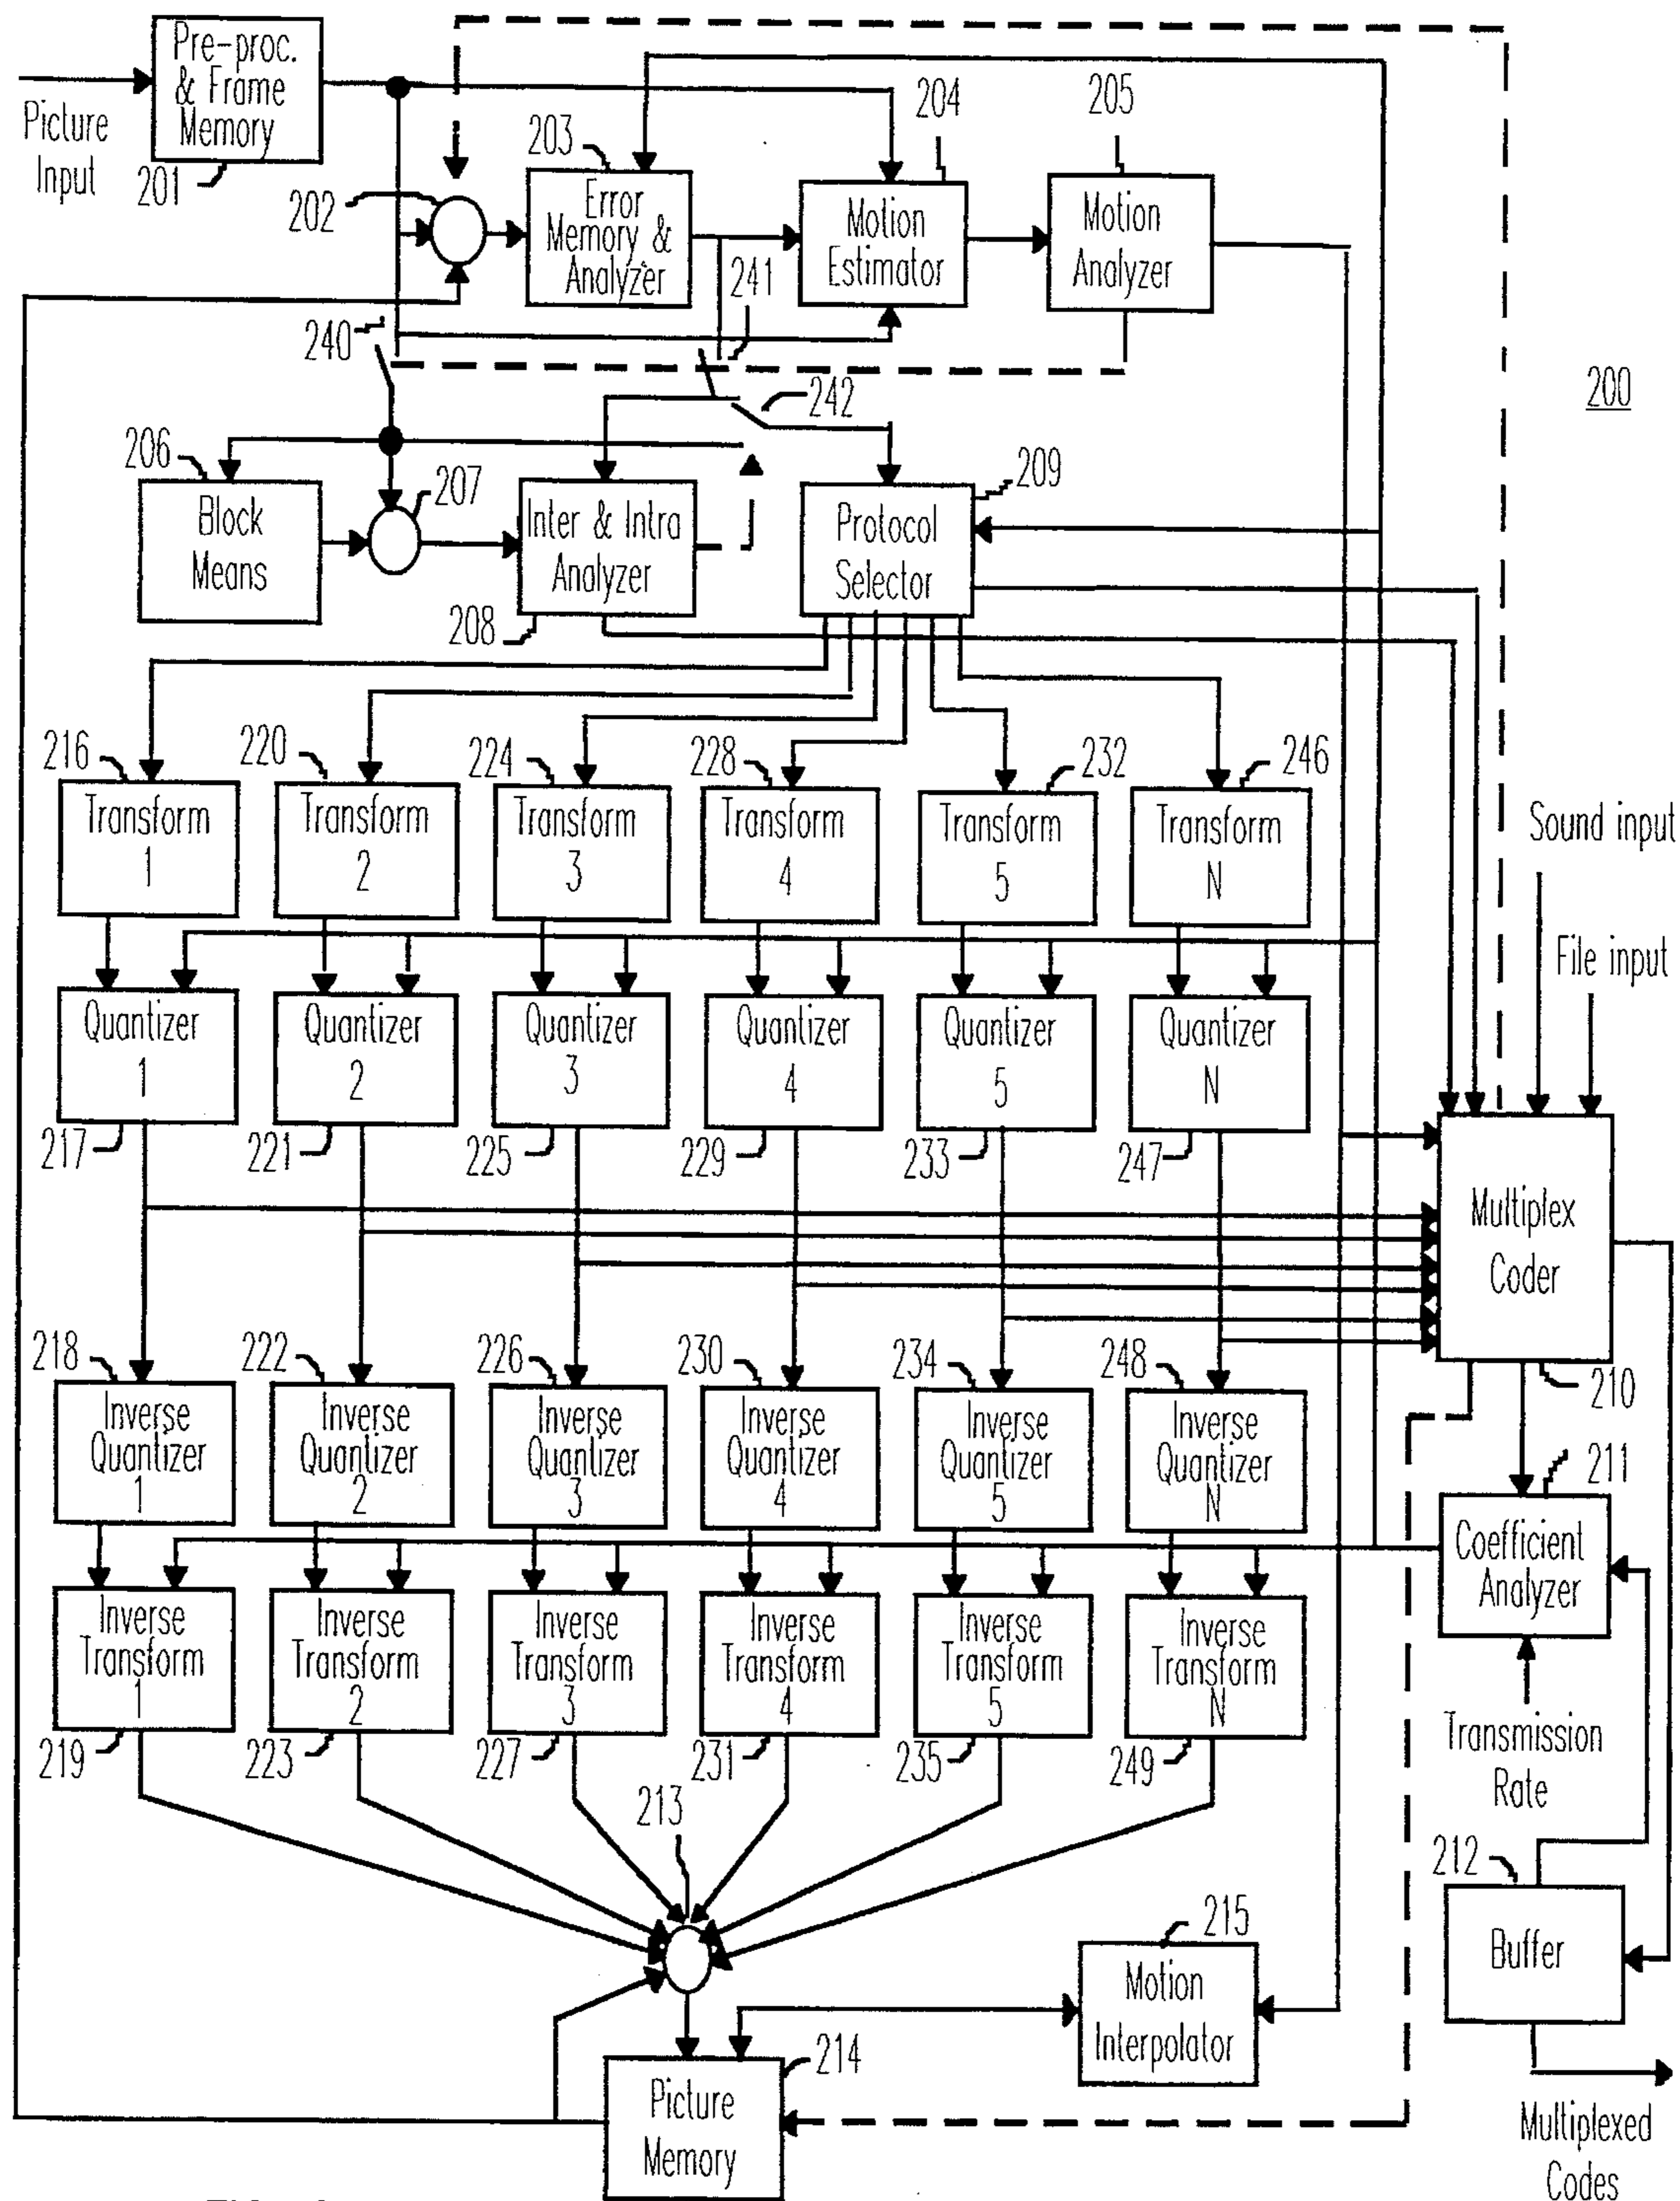 Pre-proc.
& Frame
Memory
201
Picture
Input
202
203
Error
Memory &
Analyzer
204
Motion
Estimator
205
Motion
Analyzer
240
241
242
200
206
Block
Means
207
Inter & Intra
Analyzer
208
209
Protocol
Selector
216
Transform
1
220
Transform
2
224
Transform
3
228
Transform
4
232
Transform
5
246
Transform
N
Sound input
File input
Quantizer
1
217
Quantizer
2
221
Quantizer
3
225
Quantizer
4
229
Quantizer
5
233
Quantizer
N
247
Multiplex
Coder
210
218
Inverse
Quantizer
1
222
Inverse
Quantizer
2
226
Inverse
Quantizer
3
230
Inverse
Quantizer
4
234
Inverse
Quantizer
5
248
Inverse
Quantizer
N
211
Coefficient
Analyzer
Inverse
Transform
1
219
Inverse
Transform
2
223
Inverse
Transform
3
227
Inverse
Transform
4
231
Inverse
Transform
5
235
Inverse
Transform
N
249
Transmission
Rate
213
212
Buffer
215
Motion
Interpolator
214
Picture
Memory
Multiplexed
Codes